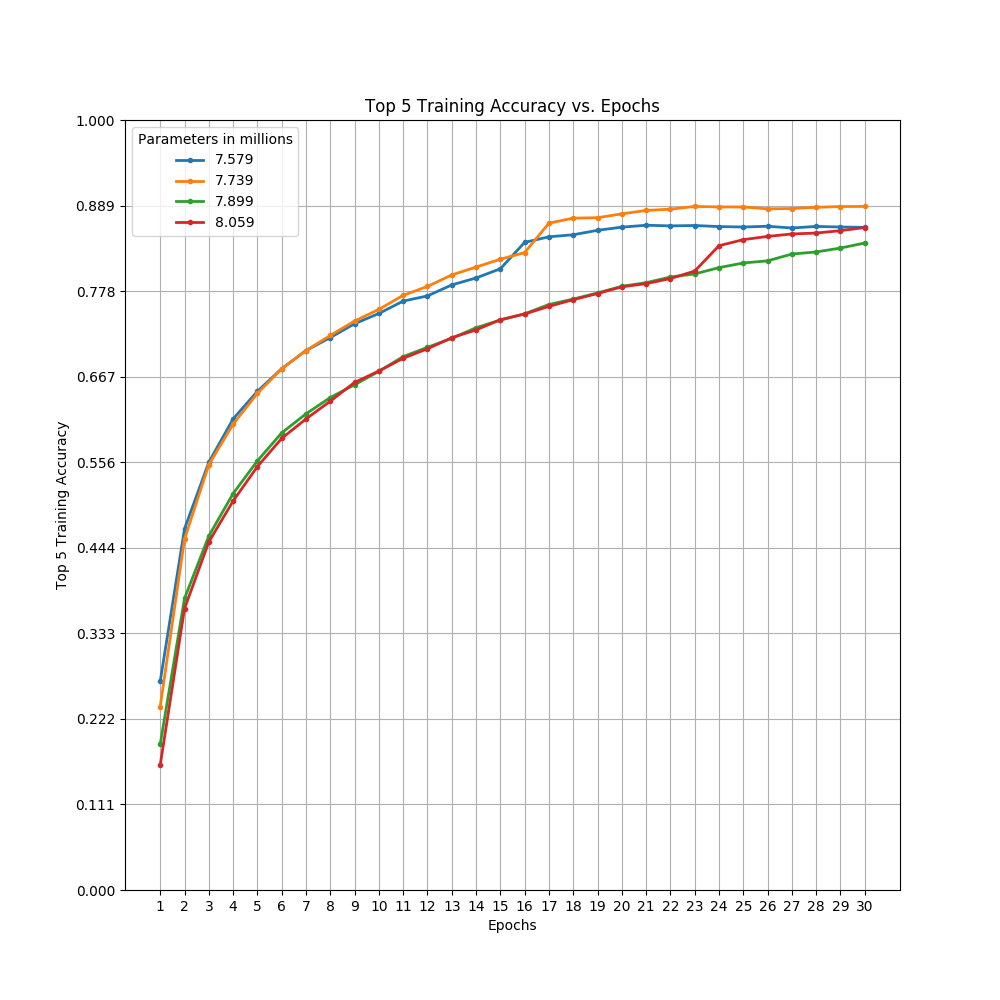 Top 5 Training Accuracy vs. Epochs
Parameters in millions
7.579
7.739
7.899
8.059
1.000
0.889
0.778
0.667
0.556
0.444
0.333
0.222
0.111
0.000
Top 5 Training Accuracy
1 2 3 4 5 6 7 8 9 10 11 12 13 14 15 16 17 18 19 20 21 22 23 24 25 26 27 28 29 30
Epochs